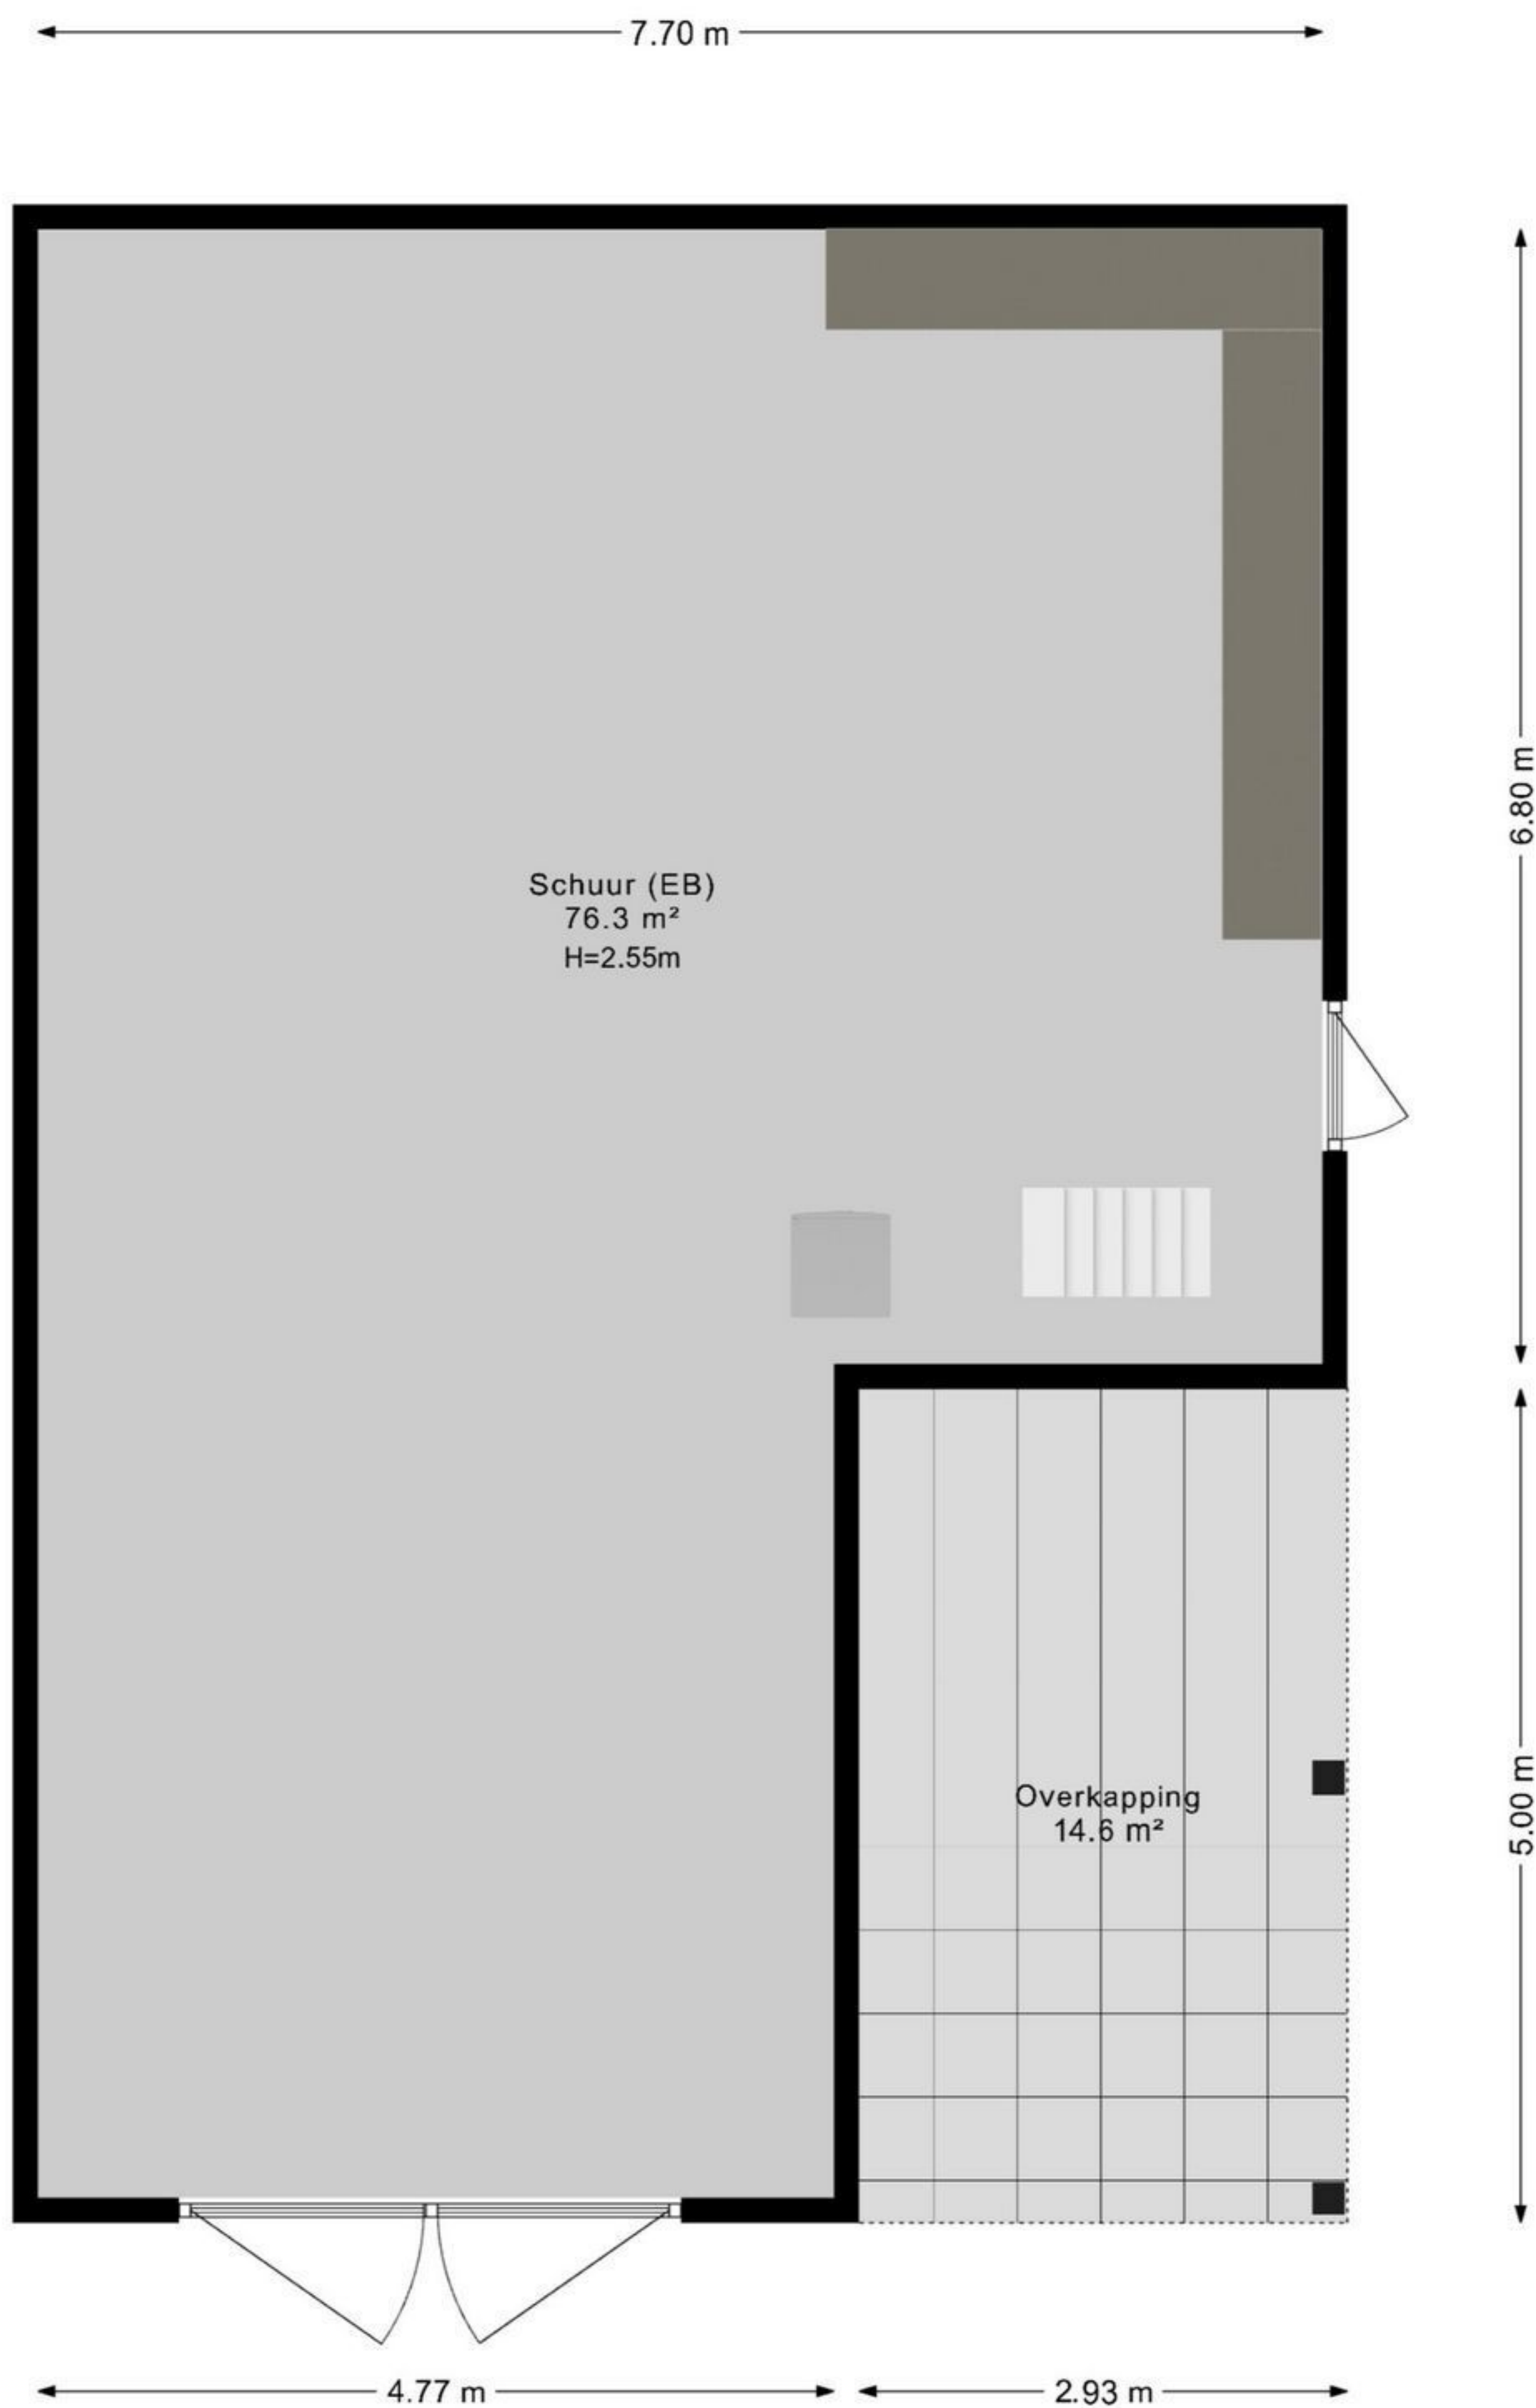 7.70 m
Schuur (EB)
76.3 m²
H=2.55m
6.80 m
Overkapping
14.6 m²
5.00 m
4.77 m
2.93 m